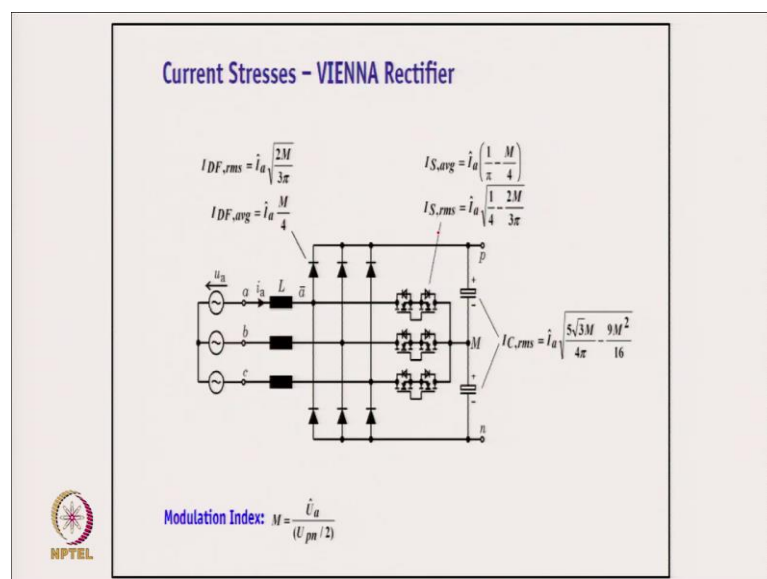 Current Stresses – VIENNA Rectifier
I_DF,rms = Î_a √(2M/3π)
I_S,avg = Î_a (1/π − M/4)
I_DF,avg = Î_a M/4
I_S,rms = Î_a √(1/4 − 2M/3π)
p
u_a
a i_a L ā
+
−
b
M
I_C,rms = Î_a √(5√3M/4π − 9M²/16)
c
+
−
n
Modulation Index: M = Û_a/(U_pn/2)
NPTEL